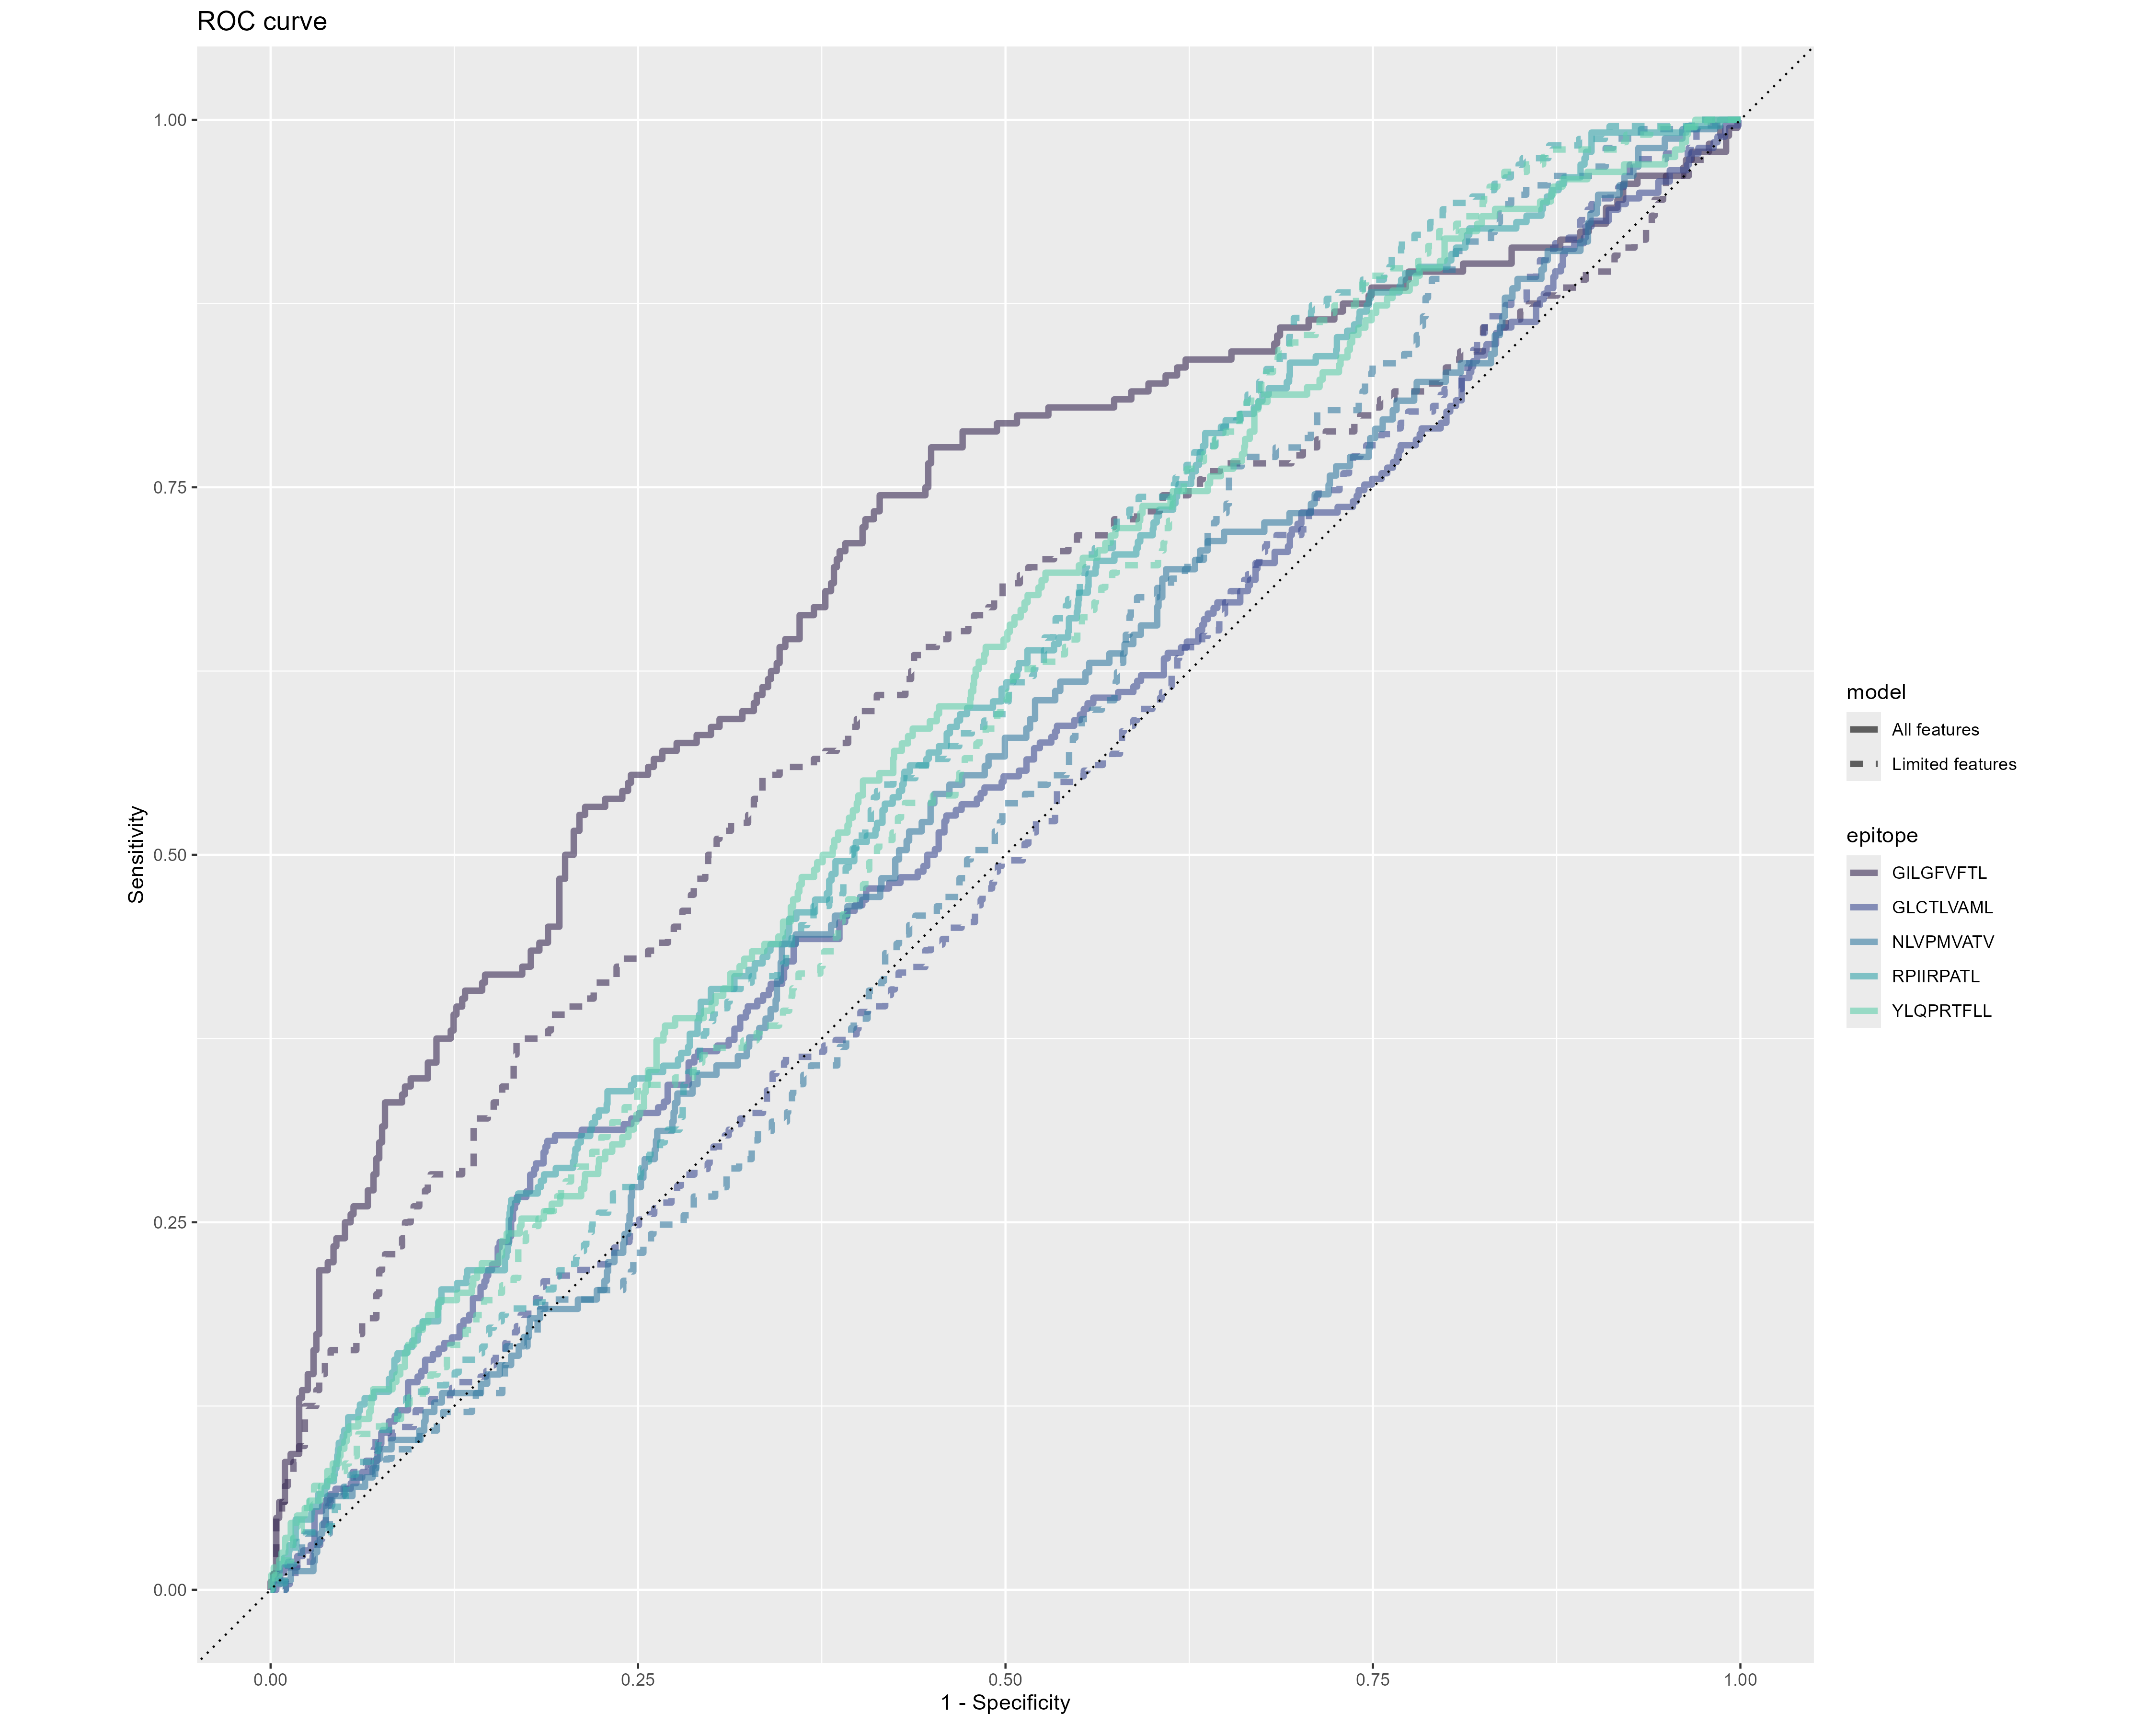 ROC curve
1.00
0.75
0.50
0.25
0.00
Sensitivity
0.00 0.25 0.50 0.75 1.00
1 - Specificity
model
All features
Limited features
epitope
GILGFVFTL
GLCTLVAML
NLVPMVATV
RPIIRPATL
YLQPRTFLL